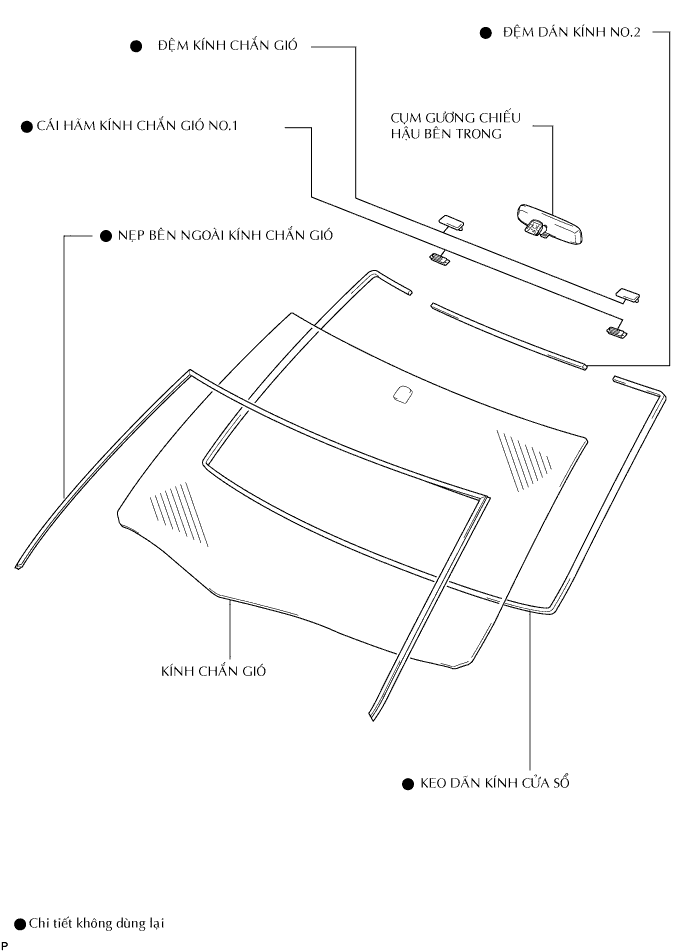 ● ĐỆM KÍNH CHẮN GIÓ
● ĐỆM DÁN KÍNH NO.2
● CÁI HÃM KÍNH CHẮN GIÓ NO.1
CỤM GƯƠNG CHIẾU
HẬU BÊN TRONG
● NẸP BÊN NGOÀI KÍNH CHẮN GIÓ
KÍNH CHẮN GIÓ
● KEO DÃN KÍNH CỬA SỔ
● Chi tiết không dùng lại
P